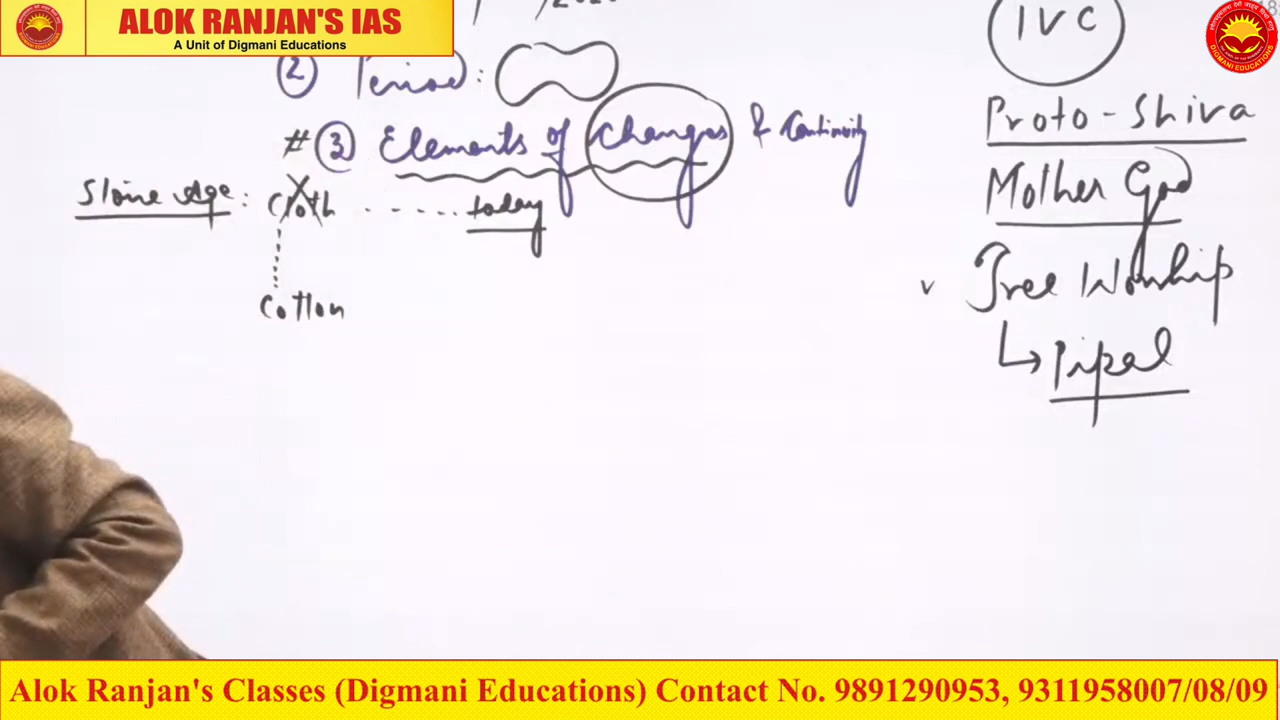 ALOK RANJAN'S IAS
A Unit of Digmani Educations
DIGMANI EDUCATIONS
② Period:
# ③ Elements of Changes & Continuity
Stone Age: Cloth ...... today
Cotton
IVC
Proto-Shiva
Mother God
Tree Worship
↳ Pipal
Alok Ranjan's Classes (Digmani Educations) Contact No. 9891290953, 9311958007/08/09